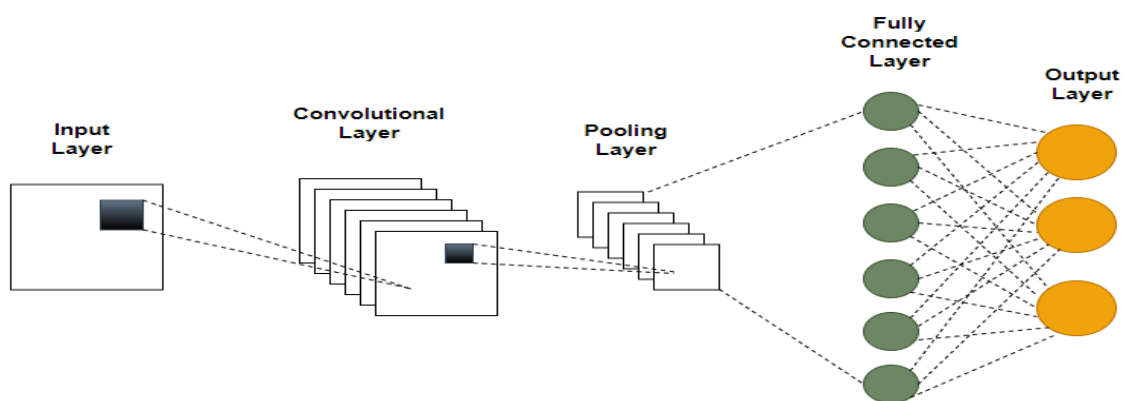 Input
Layer
Convolutional
Layer
Pooling
Layer
Fully
Connected
Layer
Output
Layer